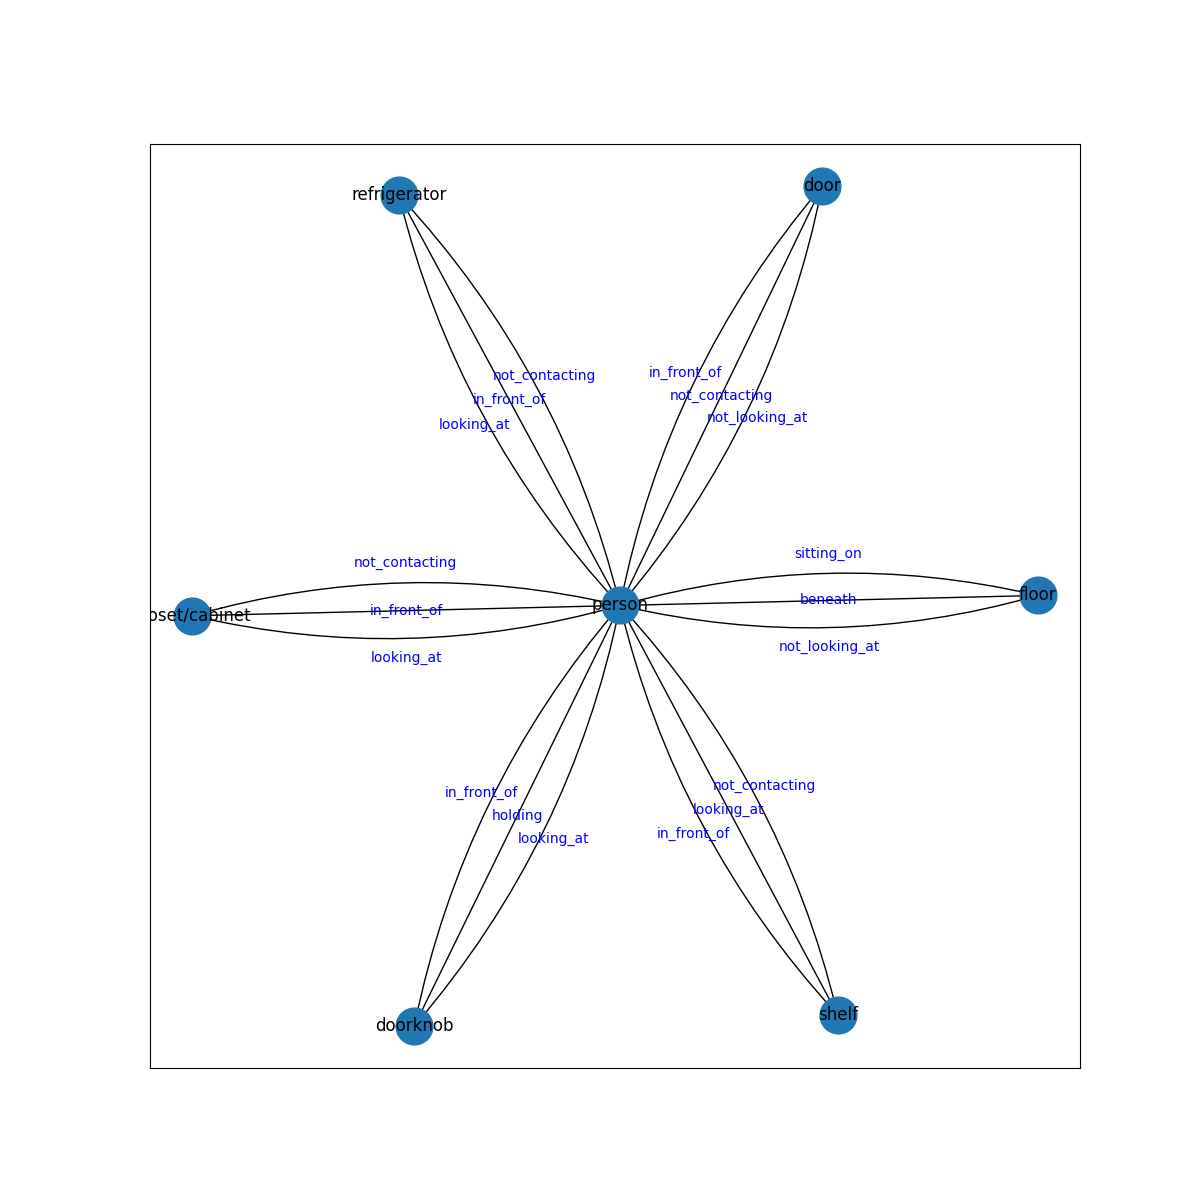 door
refrigerator
in_front_of
not_contacting
not_contacting
in_front_of
not_looking_at
looking_at
sitting_on
not_contacting
floor
beneath
person
in_front_of
oset/cabinet
not_looking_at
looking_at
not_contacting
in_front_of
looking_at
holding
in_front_of
looking_at
shelf
doorknob